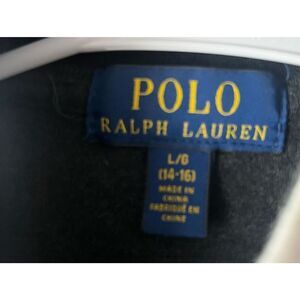 POLO
RALPH LAUREN
L/G
(14-16)
MADE IN
CHINA
FABRIQUÉ EN
CHINE